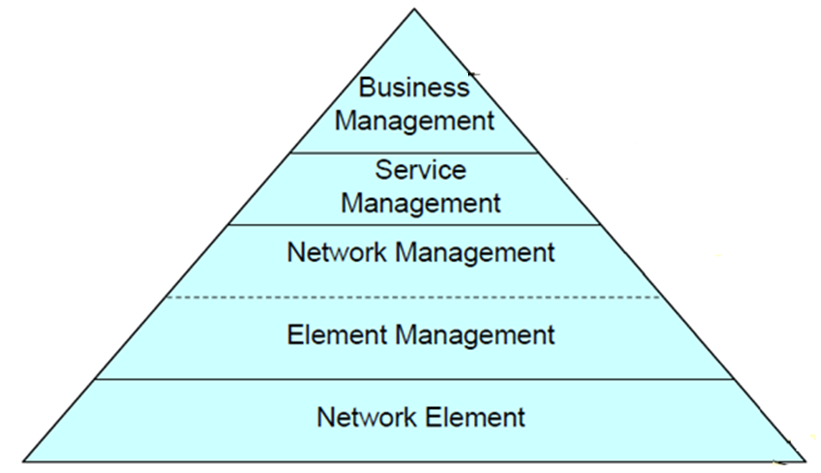 Business
Management
Service
Management
Network Management
Element Management
Network Element